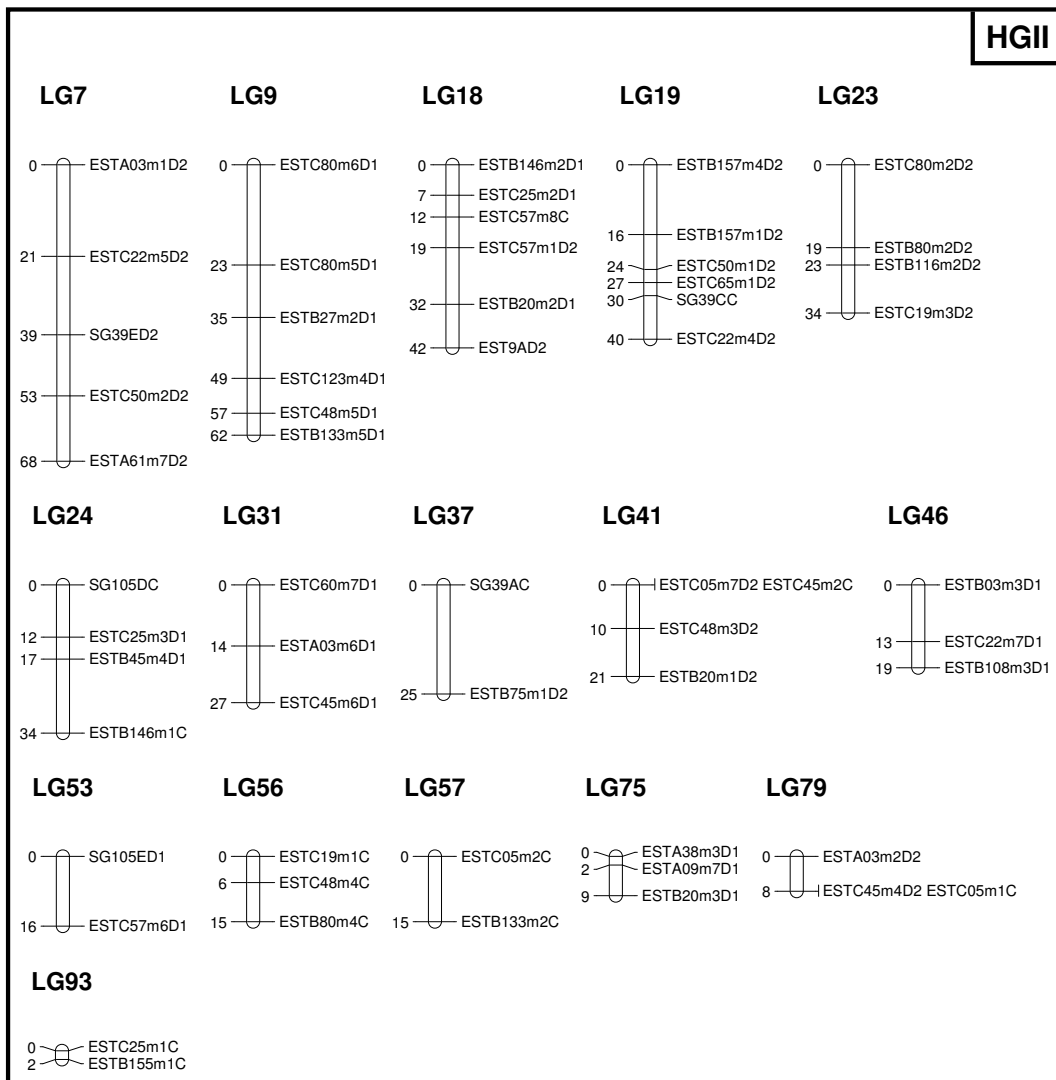 HGII
LG7 LG9 LG18 LG19 LG23
0 ESTA03m1D2
21 ESTC22m5D2
39 SG39ED2
53 ESTC50m2D2
68 ESTA61m7D2
0 ESTC80m6D1
23 ESTC80m5D1
35 ESTB27m2D1
49 ESTC123m4D1
57 ESTC48m5D1
62 ESTB133m5D1
0 ESTB146m2D1
7 ESTC25m2D1
12 ESTC57m8C
19 ESTC57m1D2
32 ESTB20m2D1
42 EST9AD2
0 ESTB157m4D2
16 ESTB157m1D2
24 ESTC50m1D2
27 ESTC65m1D2
30 SG39CC
40 ESTC22m4D2
0 ESTC80m2D2
19 ESTB80m2D2
23 ESTB116m2D2
34 ESTC19m3D2
LG24 LG31 LG37 LG41 LG46
0 SG105DC
12 ESTC25m3D1
17 ESTB45m4D1
34 ESTB146m1C
0 ESTC60m7D1
14 ESTA03m6D1
27 ESTC45m6D1
0 SG39AC
25 ESTB75m1D2
0 ESTC05m7D2 ESTC45m2C
10 ESTC48m3D2
21 ESTB20m1D2
0 ESTB03m3D1
13 ESTC22m7D1
19 ESTB108m3D1
LG53 LG56 LG57 LG75 LG79
0 SG105ED1
16 ESTC57m6D1
0 ESTC19m1C
6 ESTC48m4C
15 ESTB80m4C
0 ESTC05m2C
15 ESTB133m2C
0 ESTA38m3D1
2 ESTA09m7D1
9 ESTB20m3D1
0 ESTA03m2D2
8 ESTC45m4D2 ESTC05m1C
LG93
0 ESTC25m1C
2 ESTB155m1C